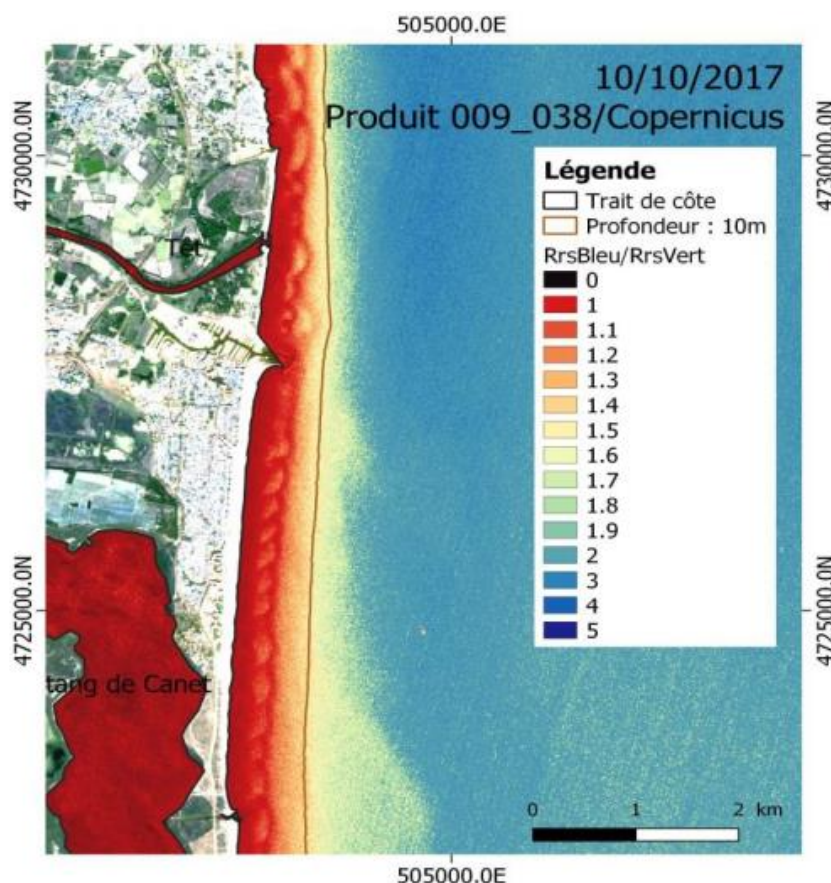 505000.0E
10/10/2017
Produit 009_038/Copernicus
4730000.0N
4730000.0N
Légende
Trait de côte
Profondeur : 10m
RrsBleu/RrsVert
0
1
1.1
1.2
1.3
1.4
1.5
1.6
1.7
1.8
1.9
2
3
4
5
Têt
4725000.0N
4725000.0N
tang de Canet
0 1 2 km
505000.0E